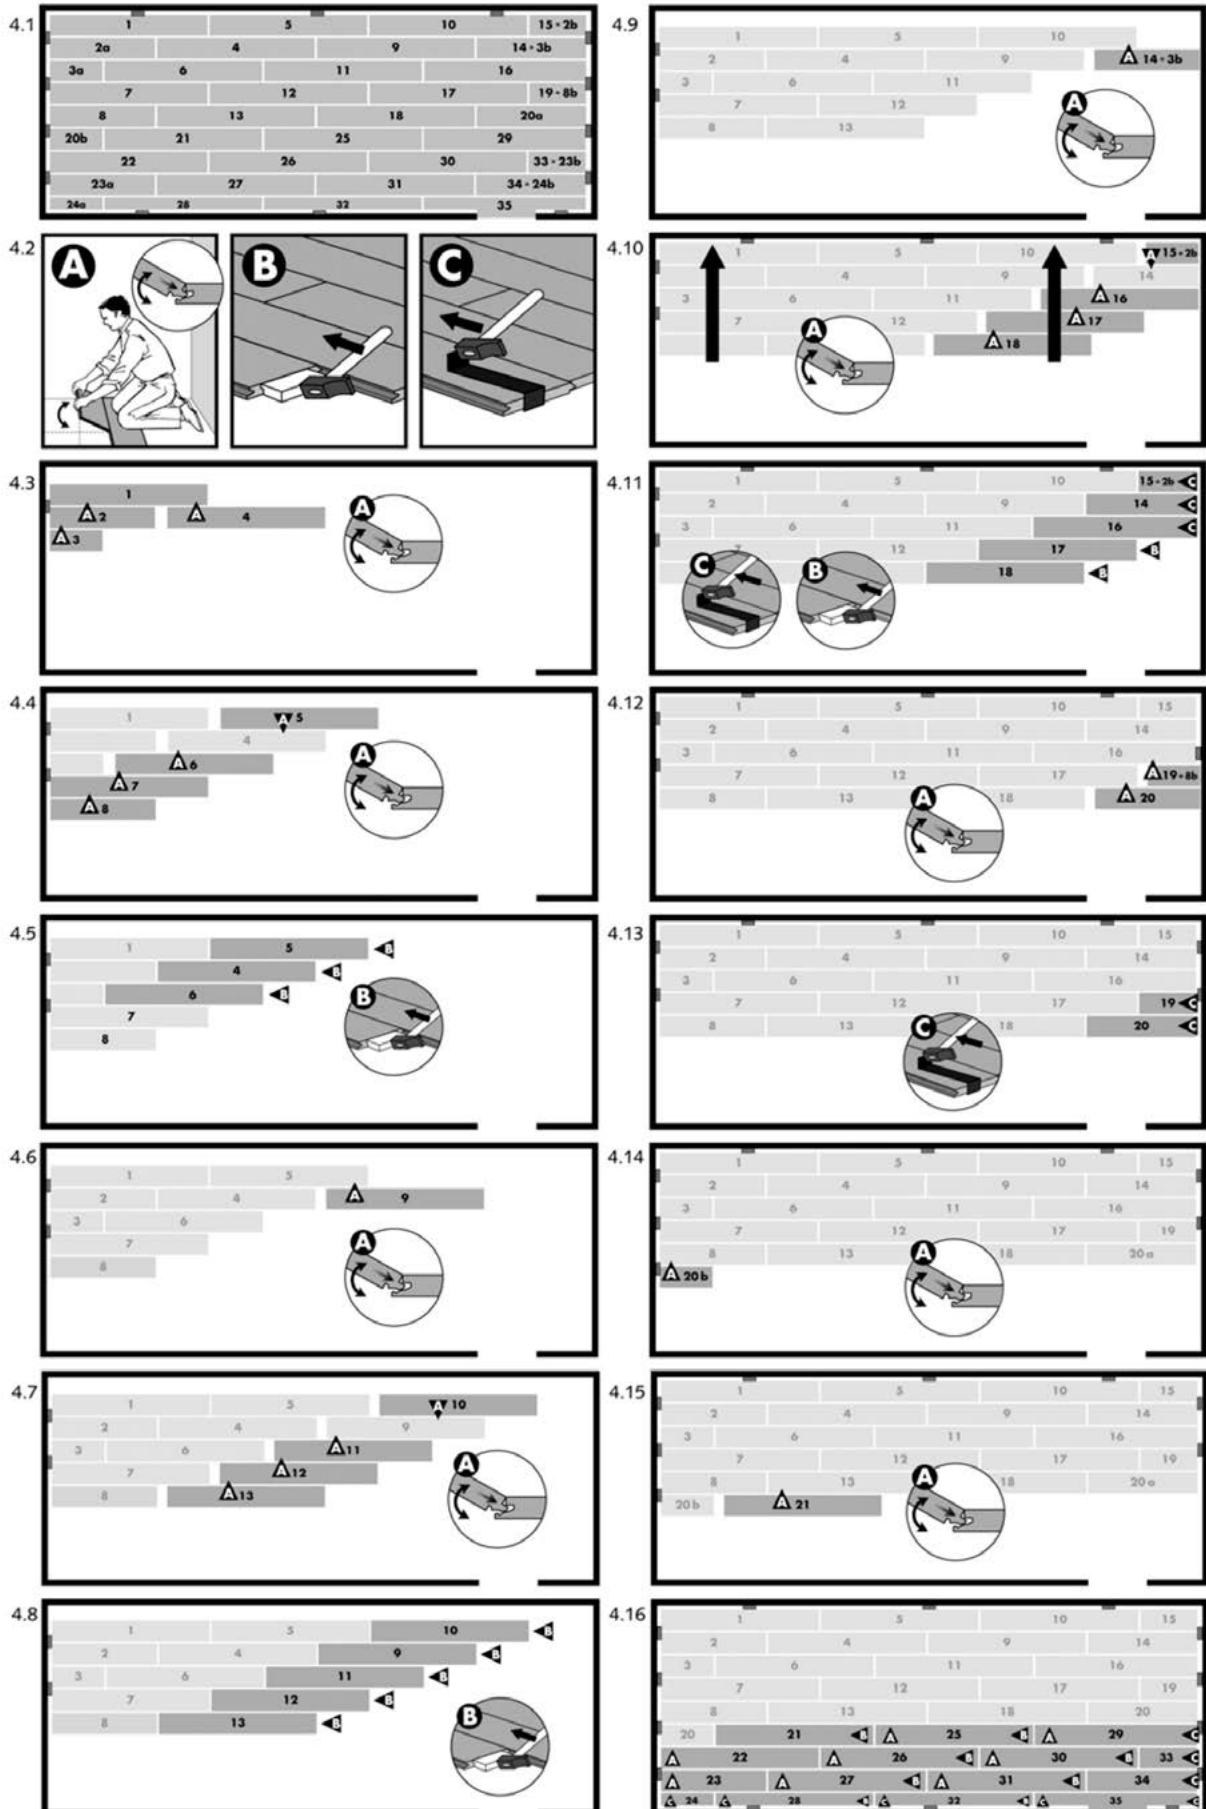 4.1
1 5 10 15 - 2b
2a 4 9 14 - 3b
3a 6 11 16
7 12 17 19 - 8b
8 13 18 20a
20b 21 25 29
22 26 30 33 - 23b
23a 27 31 34 - 24b
24a 28 32 35
4.2
A B C
4.3
1
A 2 A 4
A 3
A
4.4
1 A 5
4
A 6
A 7
A 8
A
4.5
1 5 B
4 B
6 B
7
8
B
4.6
1 5
2 4 A 9
3 6
7
8
A
4.7
1 5 A 10
2 4 9
3 6 A 11
7 A 12
8 A 13
A
4.8
1 5 10 B
2 4 9 B
3 6 11 B
7 12 B
8 13 B
B
4.9
1 5 10
2 4 9 A 14 - 3b
3 6 11
7 12
8 13
A
4.10
1 5 10 A 15 - 2b
4 9 14
3 6 11 A 16
7 12 A 17
A 18
A
4.11
1 5 10 15 - 2b C
2 4 9 14 C
3 6 11 16 C
7 12 17 B
18 B
C B
4.12
1 5 10 15
2 4 9 14
3 6 11 16
7 12 17 A 19 - 8b
8 13 18 A 20
A
4.13
1 5 10 15
2 4 9 14
3 6 11 16
7 12 17 19 C
8 13 18 20 C
C
4.14
1 5 10 15
2 4 9 14
3 6 11 16
7 12 17 19
8 13 18 20a
A 20b
A
4.15
1 5 10 15
2 4 9 14
3 6 11 16
7 12 17 19
8 13 18 20a
20b A 21
A
4.16
1 5 10 15
2 4 9 14
3 6 11 16
7 12 17 19
8 13 18 20
20 21 B A 25 B A 29 C
A 22 A 26 B A 30 B 33 C
A 23 A 27 B A 31 B 34 C
C 24 C 28 B C 32 B C 35 C